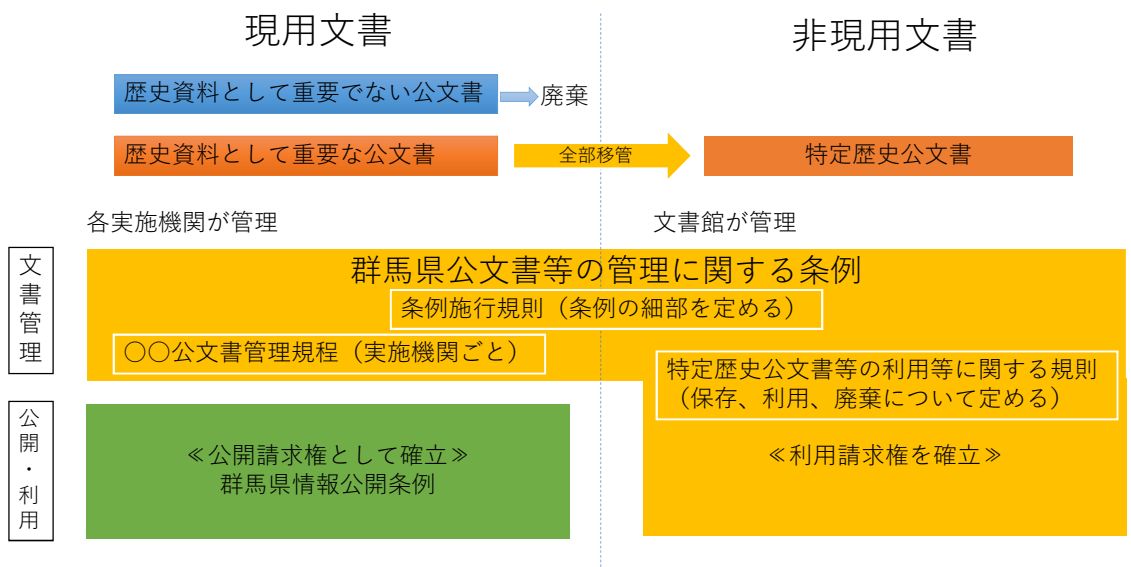 現用文書
非現用文書
歴史資料として重要でない公文書
廃棄
歴史資料として重要な公文書
全部移管
特定歴史公文書
各実施機関が管理
文書館が管理
文書管理
群馬県公文書等の管理に関する条例
条例施行規則（条例の細部を定める）
〇〇公文書管理規程（実施機関ごと）
特定歴史公文書等の利用等に関する規則
（保存、利用、廃棄について定める）
公開・利用
≪公開請求権として確立≫
群馬県情報公開条例
≪利用請求権を確立≫